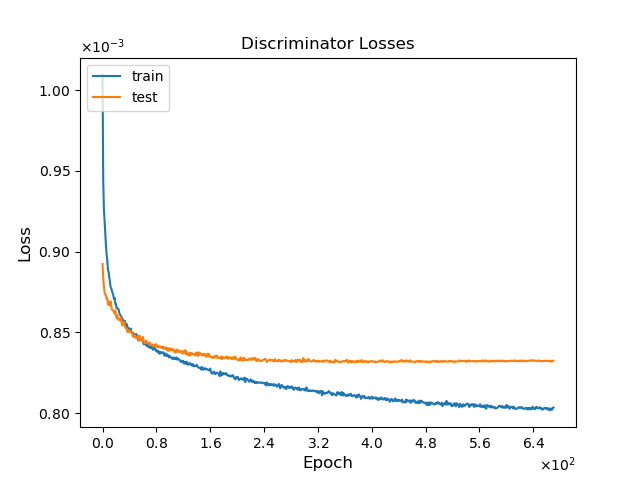 Discriminator Losses
×10⁻³
train
test
1.00
0.95
0.90
0.85
0.80
Loss
0.0 0.8 1.6 2.4 3.2 4.0 4.8 5.6 6.4
Epoch
×10²